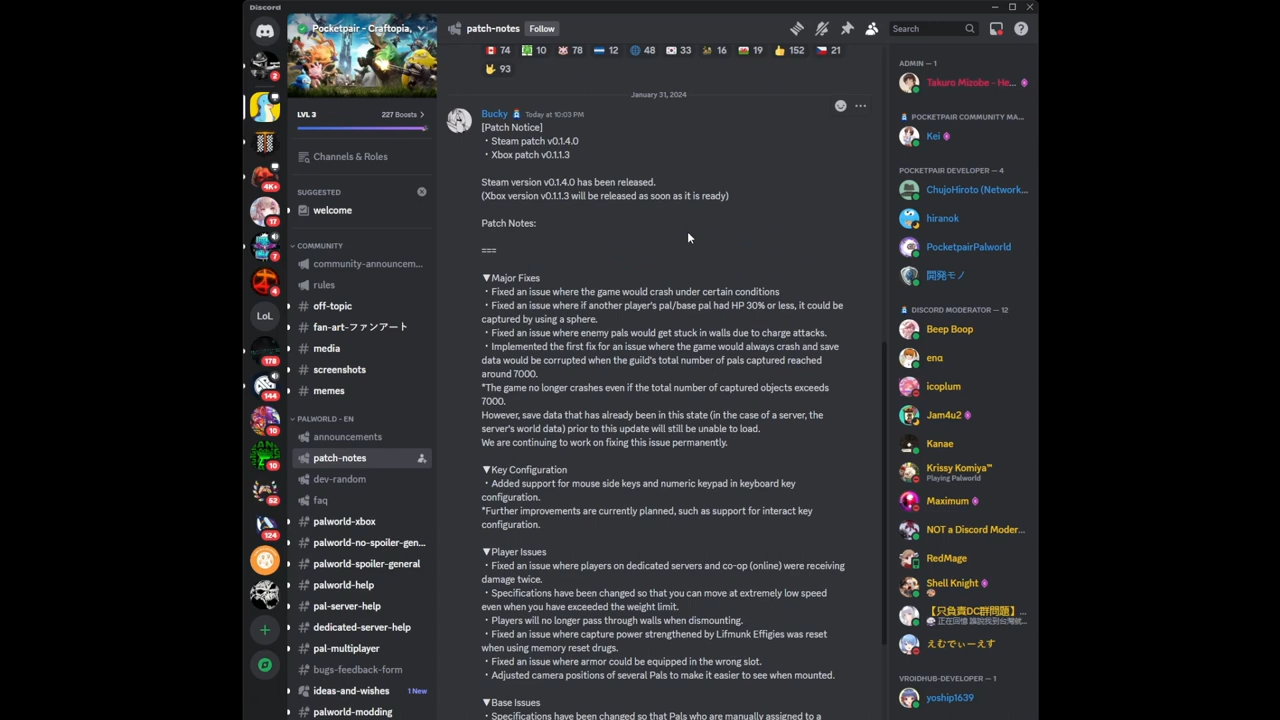 Discord
Pocketpair - Craftopia,
LVL 3
227 Boosts
Channels & Roles
SUGGESTED
welcome
COMMUNITY
community-announcem...
rules
off-topic
fan-art-ファンアート
media
screenshots
memes
PALWORLD - EN
announcements
patch-notes
dev-random
faq
palworld-xbox
palworld-no-spoiler-gen...
palworld-spoiler-general
palworld-help
pal-server-help
dedicated-server-help
pal-multiplayer
bugs-feedback-form
ideas-and-wishes
1 New
palworld-modding
2
4K+
17
7
4
LoL
178
144
10
10
52
124
patch-notes
Follow
Search
74
10
78
12
48
33
16
19
152
21
93
January 31, 2024
Bucky
Today at 10:03 PM
[Patch Notice]
・Steam patch v0.1.4.0
・Xbox patch v0.1.1.3
Steam version v0.1.4.0 has been released.
(Xbox version v0.1.1.3 will be released as soon as it is ready)
Patch Notes:
===
▼Major Fixes
・Fixed an issue where the game would crash under certain conditions
・Fixed an issue where if another player's pal/base pal had HP 30% or less, it could be
captured by using a sphere.
・Fixed an issue where enemy pals would get stuck in walls due to charge attacks.
・Implemented the first fix for an issue where the game would always crash and save
data would be corrupted when the guild's total number of pals captured reached
around 7000.
*The game no longer crashes even if the total number of captured objects exceeds
7000.
However, save data that has already been in this state (in the case of a server, the
server's world data) prior to this update will still be unable to load.
We are continuing to work on fixing this issue permanently.
▼Key Configuration
・Added support for mouse side keys and numeric keypad in keyboard key
configuration.
*Further improvements are currently planned, such as support for interact key
configuration.
▼Player Issues
・Fixed an issue where players on dedicated servers and co-op (online) were receiving
damage twice.
・Specifications have been changed so that you can move at extremely low speed
even when you have exceeded the weight limit.
・Players will no longer pass through walls when dismounting.
・Fixed an issue where capture power strengthened by Lifmunk Effigies was reset
when using memory reset drugs.
・Fixed an issue where armor could be equipped in the wrong slot.
・Adjusted camera positions of several Pals to make it easier to see when mounted.
▼Base Issues
・Specifications have been changed so that Pals who are manually assigned to a
ADMIN — 1
Takuro Mizobe - He...
POCKETPAIR COMMUNITY MA...
Kei
POCKETPAIR DEVELOPER — 4
ChujoHiroto (Network...
hiranok
PocketpairPalworld
開発モノ
DISCORD MODERATOR — 12
Beep Boop
ena
icoplum
Jam4u2
Kanae
Krissy Komiya™
Playing Palworld
Maximum
NOT a Discord Moder...
RedMage
Shell Knight
【只負責DC群問題】...
えむでぃーえす
VROIDHUB-DEVELOPER — 1
yoship1639